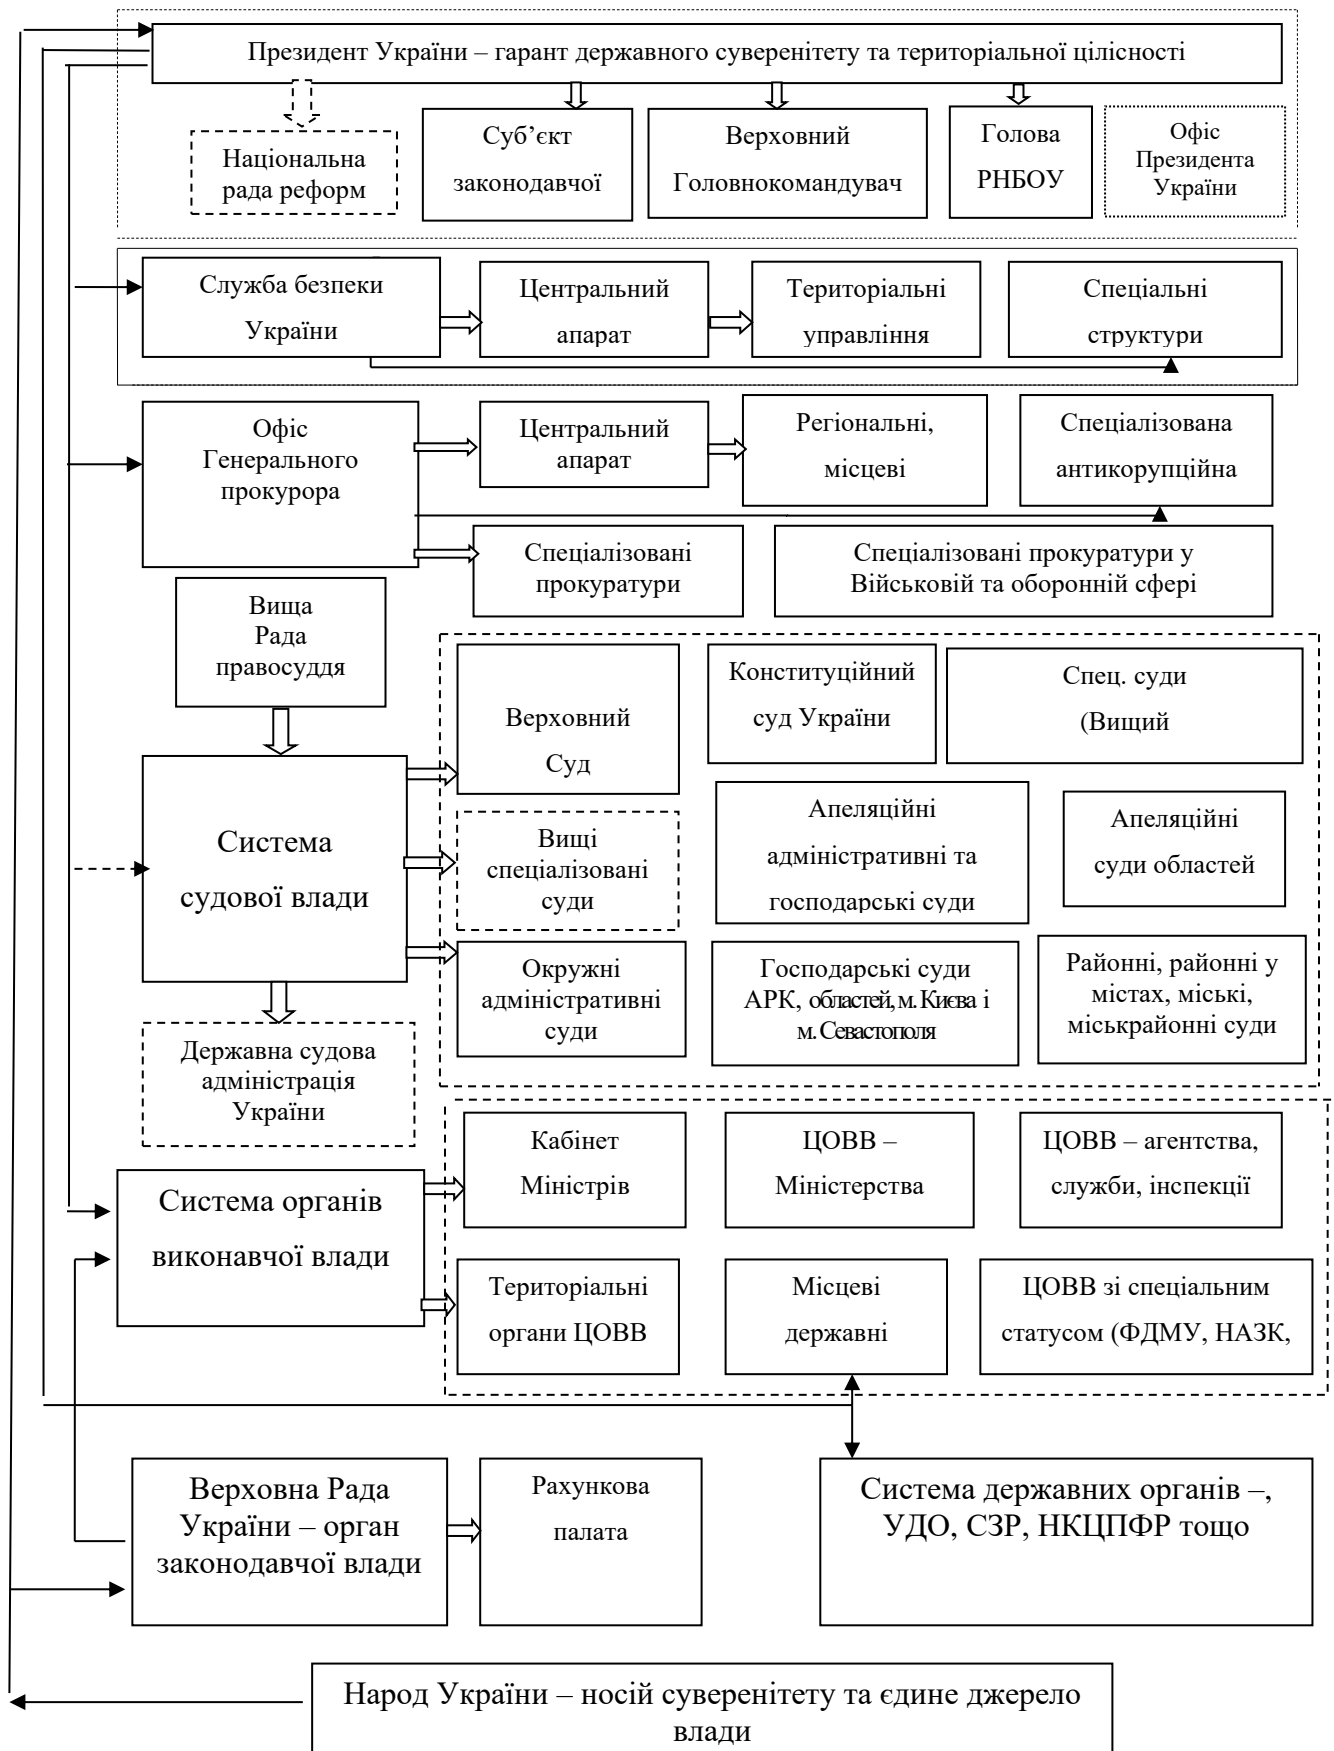 Президент України – гарант державного суверенітету та територіальної цілісності
Національна
рада реформ
Суб’єкт
законодавчої
Верховний
Головнокомандувач
Голова
РНБОУ
Офіс
Президента
України
Служба безпеки
України
Центральний
апарат
Територіальні
управління
Спеціальні
структури
Офіс
Генерального
прокурора
Центральний
апарат
Регіональні,
місцеві
Спеціалізована
антикорупційна
Спеціалізовані
прокуратури
Спеціалізовані прокуратури у
Військовій та оборонній сфері
Вища
Рада
правосуддя
Верховний
Суд
Конституційний
суд України
Спец. суди
(Вищий
Система
судової влади
Вищі
спеціалізовані
суди
Апеляційні
адміністративні та
господарські суди
Апеляційні
суди областей
Окружні
адміністративні
суди
Господарські суди
АРК, областей, м. Києва і
м. Севастополя
Районні, районні у
містах, міські,
міськрайонні суди
Державна судова
адміністрація
України
Кабінет
Міністрів
ЦОВВ –
Міністерства
ЦОВВ – агентства,
служби, інспекції
Система органів
виконавчої влади
Територіальні
органи ЦОВВ
Місцеві
державні
ЦОВВ зі спеціальним
статусом (ФДМУ, НАЗК,
Верховна Рада
України – орган
законодавчої влади
Рахункова
палата
Система державних органів –,
УДО, СЗР, НКЦПФР тощо
Народ України – носій суверенітету та єдине джерело
влади